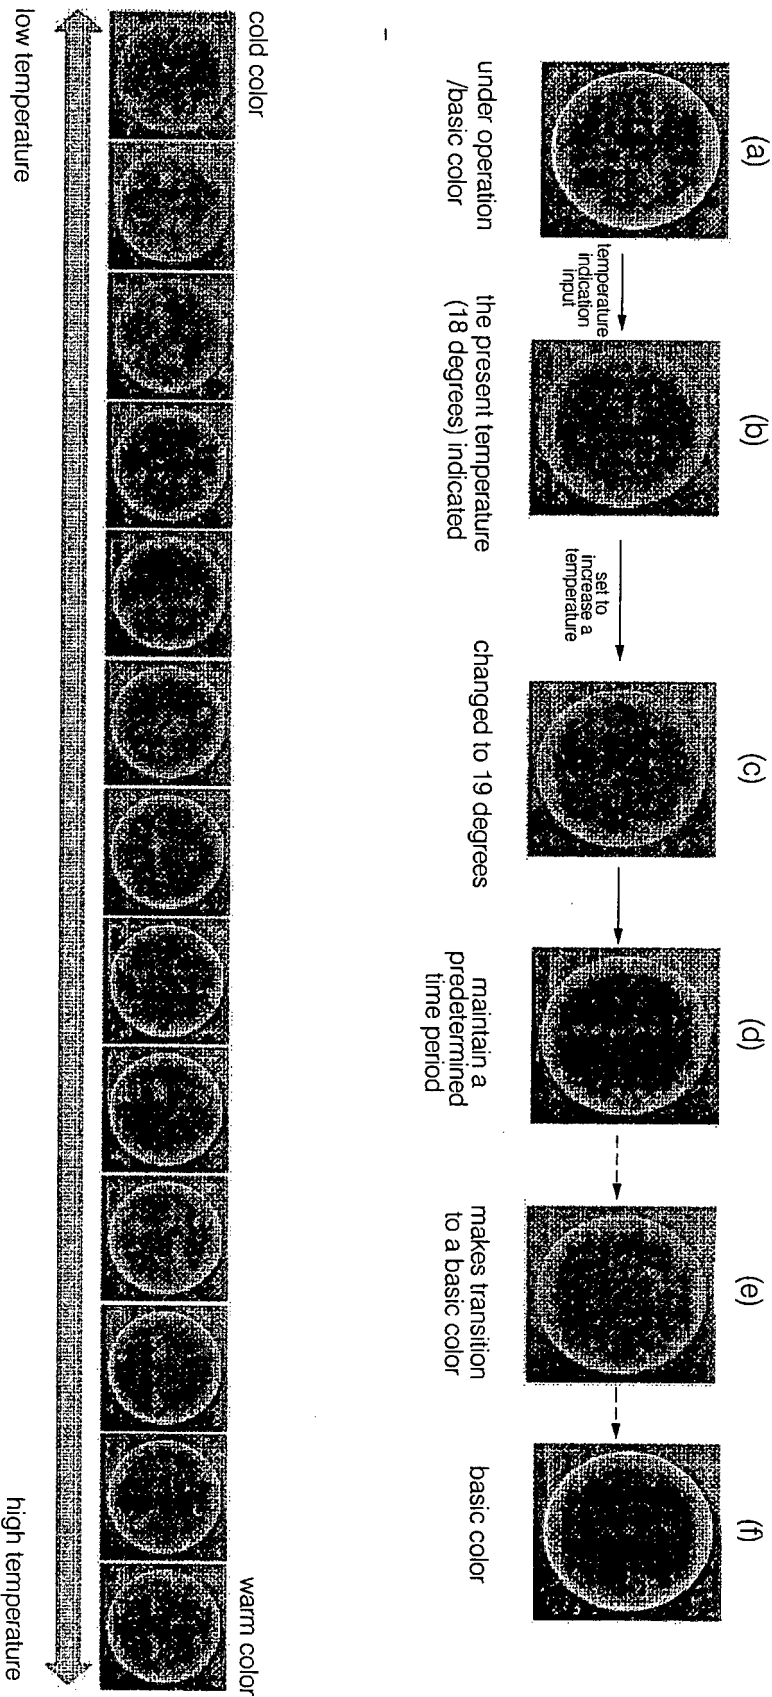 (a)
under operation
/basic color
temperature
indication
input
(b)
the present temperature
(18 degrees) indicated
set to
increase a
temperature
(c)
changed to 19 degrees
(d)
maintain a
predetermined
time period
(e)
makes transition
to a basic color
(f)
basic color
cold color
warm color
low temperature
high temperature